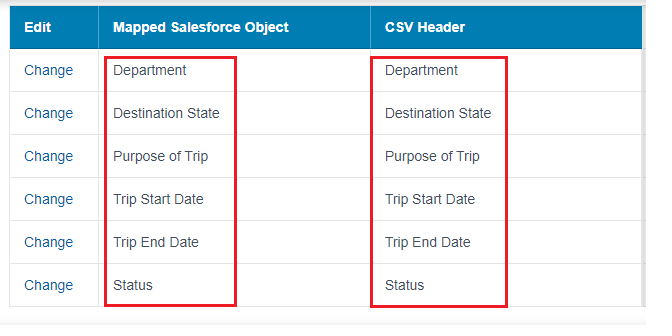 Edit Mapped Salesforce Object CSV Header
Change Department Department
Change Destination State Destination State
Change Purpose of Trip Purpose of Trip
Change Trip Start Date Trip Start Date
Change Trip End Date Trip End Date
Change Status Status